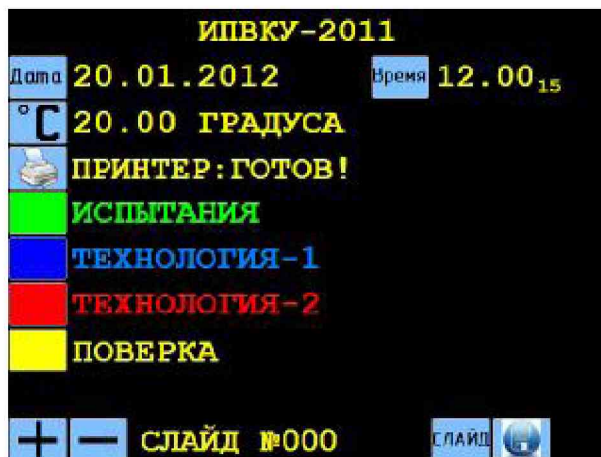 ИПВКУ-2011
Дата 20.01.2012 Время 12.00₁₅
°C 20.00 ГРАДУСА
ПРИНТЕР:ГОТОВ!
ИСПЫТАНИЯ
ТЕХНОЛОГИЯ-1
ТЕХНОЛОГИЯ-2
ПОВЕРКА
+ - СЛАЙД №000 СЛАЙД